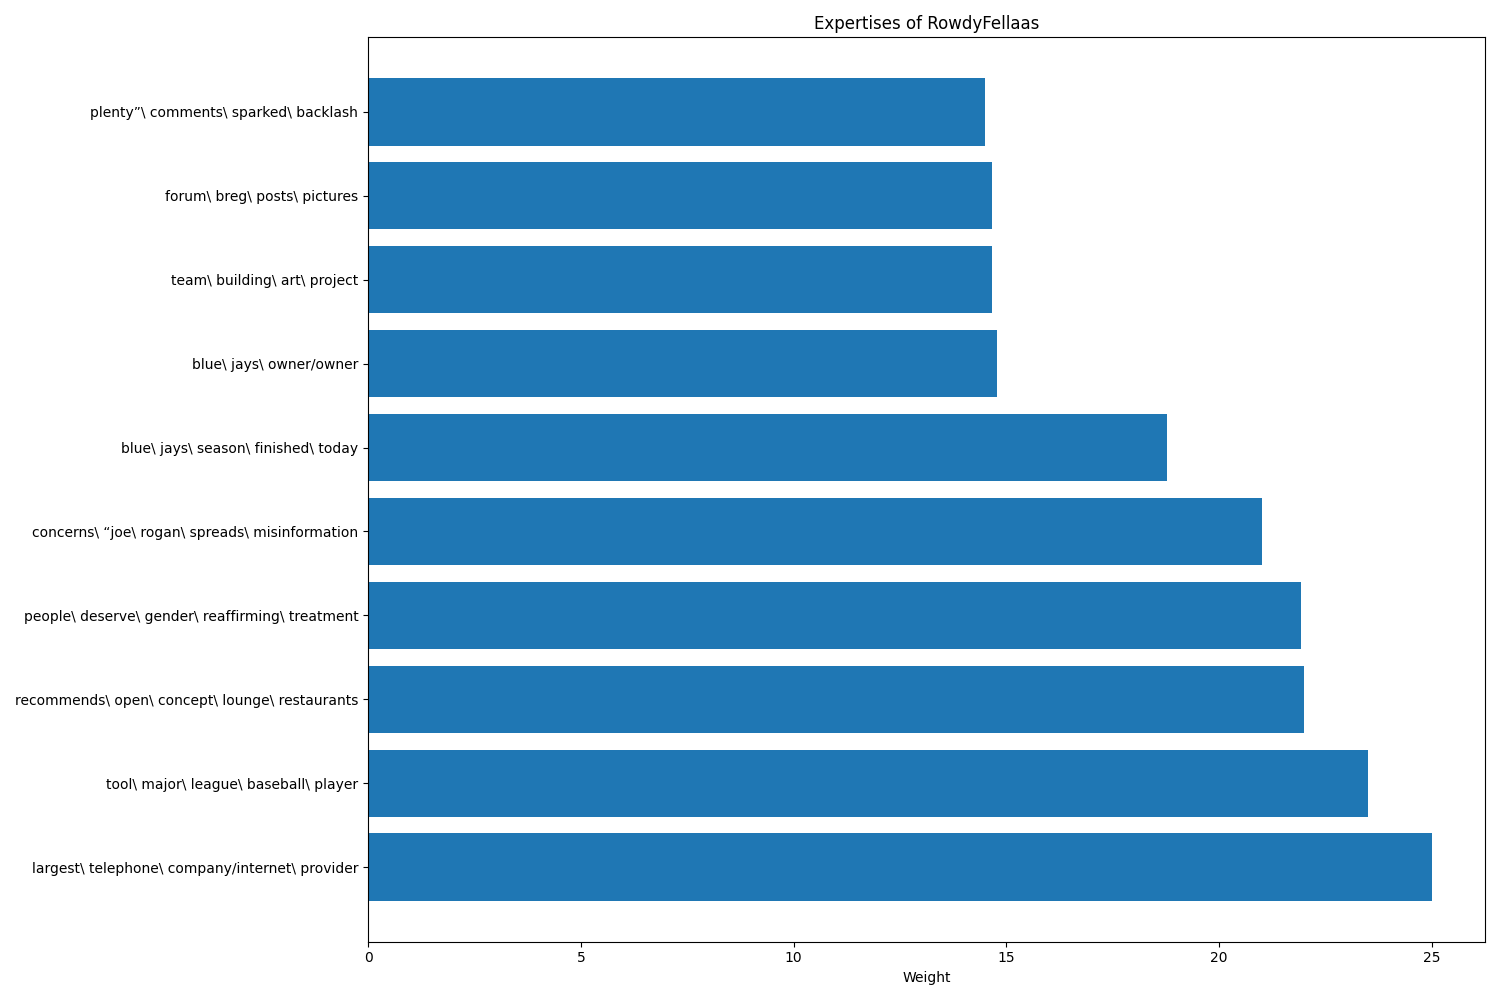 Expertises of RowdyFellaas
plenty”\ comments\ sparked\ backlash
forum\ breg\ posts\ pictures
team\ building\ art\ project
blue\ jays\ owner/owner
blue\ jays\ season\ finished\ today
concerns\ “joe\ rogan\ spreads\ misinformation
people\ deserve\ gender\ reaffirming\ treatment
recommends\ open\ concept\ lounge\ restaurants
tool\ major\ league\ baseball\ player
largest\ telephone\ company/internet\ provider
0 5 10 15 20 25
Weight